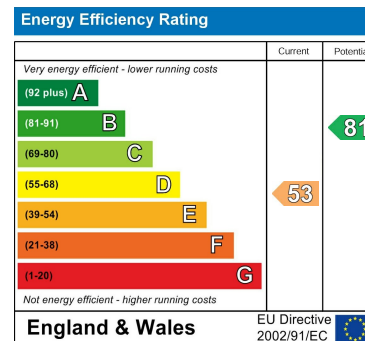 Energy Efficiency Rating
Current Potentia
Very energy efficient - lower running costs
(92 plus) A
(81-91) B
81
(69-80) C
(55-68) D
53
(39-54) E
(21-38) F
(1-20) G
Not energy efficient - higher running costs
England & Wales
EU Directive
2002/91/EC